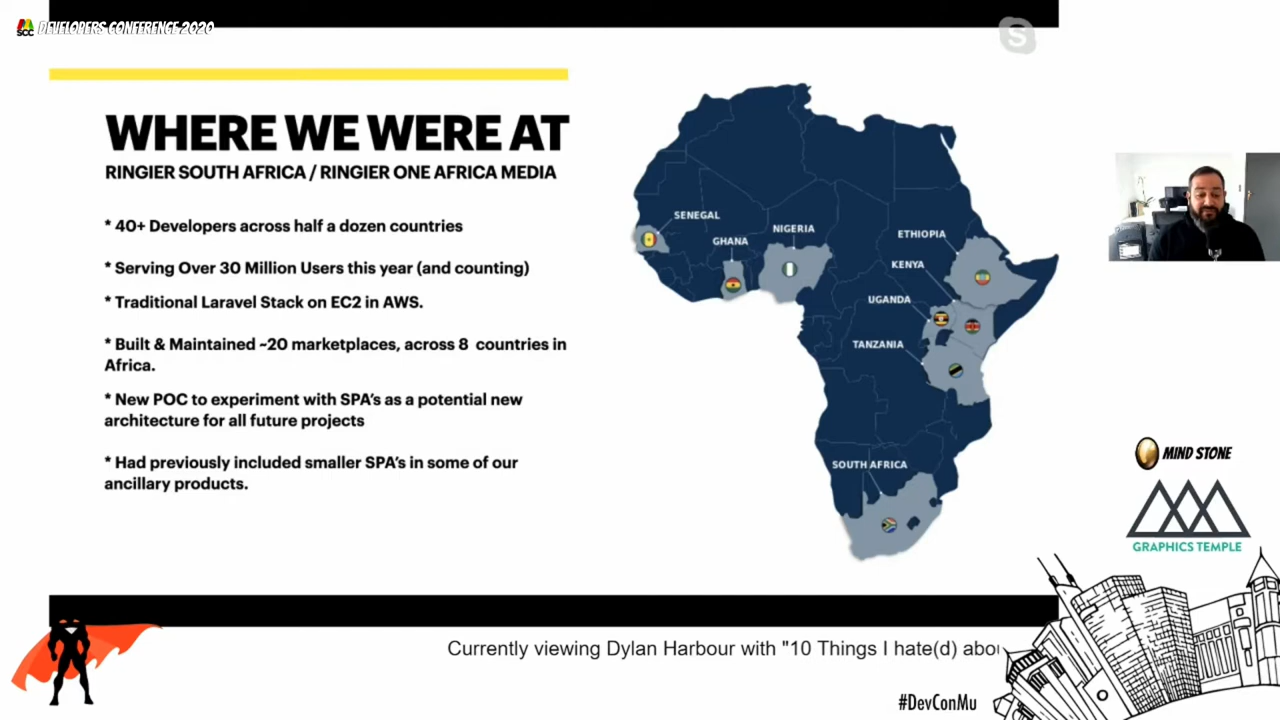 SCC DEVELOPERS CONFERENCE 2020
WHERE WE WERE AT
RINGIER SOUTH AFRICA / RINGIER ONE AFRICA MEDIA
* 40+ Developers across half a dozen countries
* Serving Over 30 Million Users this year (and counting)
* Traditional Laravel Stack on EC2 in AWS.
* Built & Maintained ~20 marketplaces, across 8 countries in
Africa.
* New POC to experiment with SPA's as a potential new
architecture for all future projects
* Had previously included smaller SPA's in some of our
ancillary products.
SENEGAL
GHANA
NIGERIA
ETHIOPIA
KENYA
UGANDA
TANZANIA
SOUTH AFRICA
MIND STONE
GRAPHICS TEMPLE
Currently viewing Dylan Harbour with "10 Things I hate(d) abou
#DevConMu